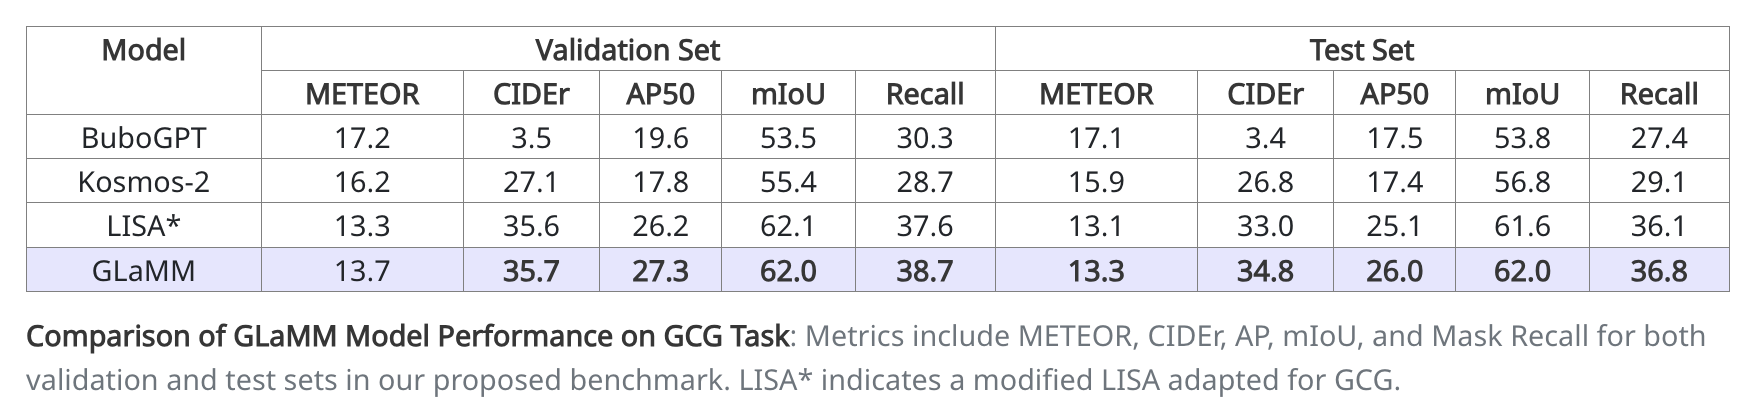 Model Validation Set Test Set
METEOR CIDEr AP50 mIoU Recall METEOR CIDEr AP50 mIoU Recall
BuboGPT 17.2 3.5 19.6 53.5 30.3 17.1 3.4 17.5 53.8 27.4
Kosmos-2 16.2 27.1 17.8 55.4 28.7 15.9 26.8 17.4 56.8 29.1
LISA* 13.3 35.6 26.2 62.1 37.6 13.1 33.0 25.1 61.6 36.1
GLaMM 13.7 35.7 27.3 62.0 38.7 13.3 34.8 26.0 62.0 36.8
Comparison of GLaMM Model Performance on GCG Task: Metrics include METEOR, CIDEr, AP, mIoU, and Mask Recall for both
validation and test sets in our proposed benchmark. LISA* indicates a modified LISA adapted for GCG.